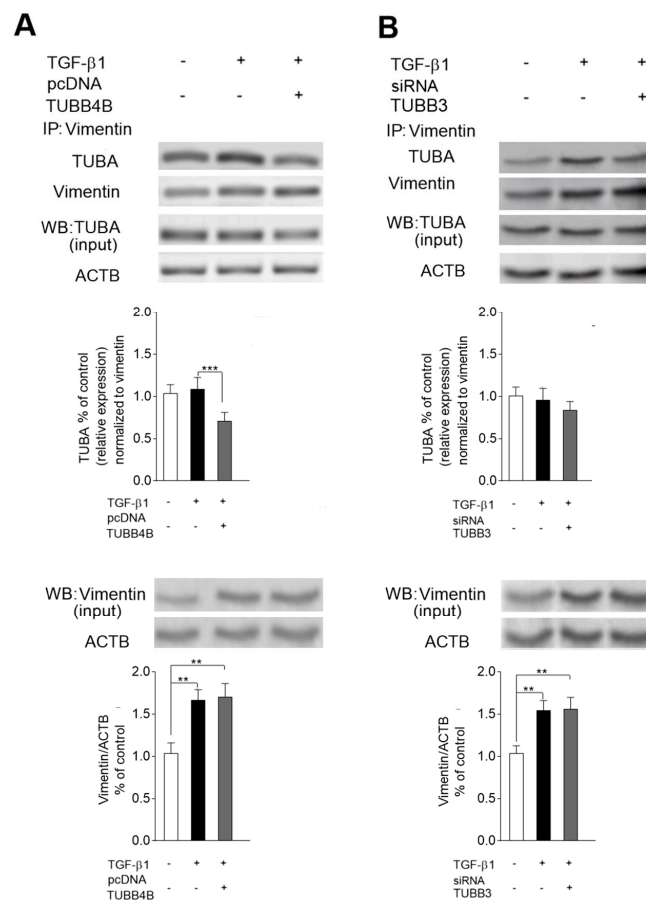 A
TGF-β1 - + +
pcDNA
TUBB4B - - +
IP: Vimentin
TUBA
Vimentin
WB:TUBA
(input)
ACTB
TUBA % of control
(relative expression)
normalized to vimentin
2.0
1.5
1.0
0.5
0.0
***
TGF-β1 - + +
pcDNA
TUBB4B - - +
WB:Vimentin
(input)
ACTB
Vimentin/ACTB
% of control
2.0
1.5
1.0
0.5
0.0
**
**
TGF-β1 - + +
pcDNA
TUBB4B - - +
B
TGF-β1 - + +
siRNA
TUBB3 - - +
IP: Vimentin
TUBA
Vimentin
WB:TUBA
(input)
ACTB
TUBA % of control
(relative expression)
normalized to vimentin
2.0
1.5
1.0
0.5
0.0
TGF-β1 - + +
siRNA
TUBB3 - - +
WB:Vimentin
(input)
ACTB
Vimentin/ACTB
% of control
2.0
1.5
1.0
0.5
0.0
**
**
TGF-β1 - + +
siRNA
TUBB3 - - +